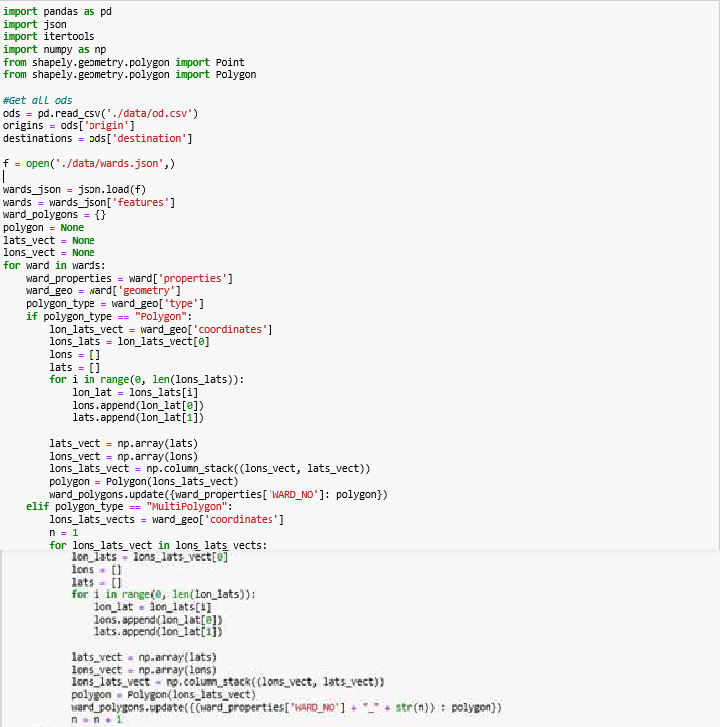 import pandas as pd
import json
import itertools
import numpy as np
from shapely.geometry.polygon import Point
from shapely.geometry.polygon import Polygon

#Get all ods
ods = pd.read_csv('./data/od.csv')
origins = ods['origin']
destinations = ods['destination']

f = open('./data/wards.json',)

wards_json = json.load(f)
wards = wards_json['features']
ward_polygons = {}
polygon = None
lats_vect = None
lons_vect = None
for ward in wards:
    ward_properties = ward['properties']
    ward_geo = ward['geometry']
    polygon_type = ward_geo['type']
    if polygon_type == "Polygon":
        lon_lats_vect = ward_geo['coordinates']
        lons_lats = lon_lats_vect[0]
        lons = []
        lats = []
        for i in range(0, len(lons_lats)):
            lon_lat = lons_lats[i]
            lons.append(lon_lat[0])
            lats.append(lon_lat[1])

        lats_vect = np.array(lats)
        lons_vect = np.array(lons)
        lons_lats_vect = np.column_stack((lons_vect, lats_vect))
        polygon = Polygon(lons_lats_vect)
        ward_polygons.update({ward_properties['WARD_NO']: polygon})
    elif polygon_type == "MultiPolygon":
        lons_lats_vects = ward_geo['coordinates']
        n = 1
        for lons_lats_vect in lons_lats_vects:
            lon_lats = lons_lats_vect[0]
            lons = []
            lats = []
            for i in range(0, len(lon_lats)):
                lon_lat = lon_lats[i]
                lons.append(lon_lat[0])
                lats.append(lon_lat[1])

            lats_vect = np.array(lats)
            lons_vect = np.array(lons)
            lons_lats_vect = np.column_stack((lons_vect, lats_vect))
            polygon = Polygon(lons_lats_vect)
            ward_polygons.update({(ward_properties["WARD_NO"] + "_" + str(n)) : polygon})
            n = n + 1